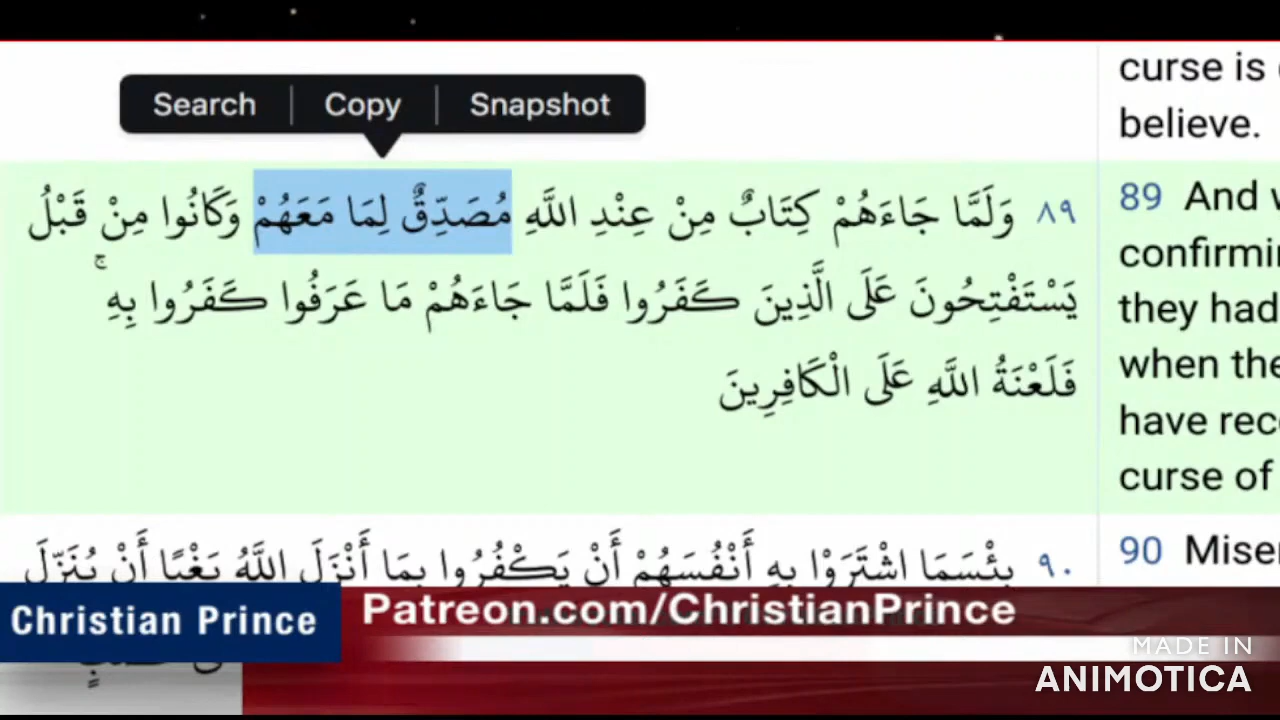 curse is
believe.
Search Copy Snapshot
٨٩ وَلَمَّا جَاءَهُمْ كِتَابٌ مِنْ عِنْدِ اللَّهِ مُصَدِّقٌ لِمَا مَعَهُمْ وَكَانُوا مِنْ قَبْلُ
يَسْتَفْتِحُونَ عَلَى الَّذِينَ كَفَرُوا فَلَمَّا جَاءَهُمْ مَا عَرَفُوا كَفَرُوا بِهِ ۚ
فَلَعْنَةُ اللَّهِ عَلَى الْكَافِرِينَ
89 And
confirmi
they had
when the
have rec
curse of
٩٠ بِئْسَمَا اشْتَرَوْا بِهِ أَنْفُسَهُمْ أَنْ يَكْفُرُوا بِمَا أَنْزَلَ اللَّهُ بَغْيًا أَنْ يُنَزِّلَ
90 Miser
Christian Prince
Patreon.com/ChristianPrince
MADE IN
ANIMOTICA